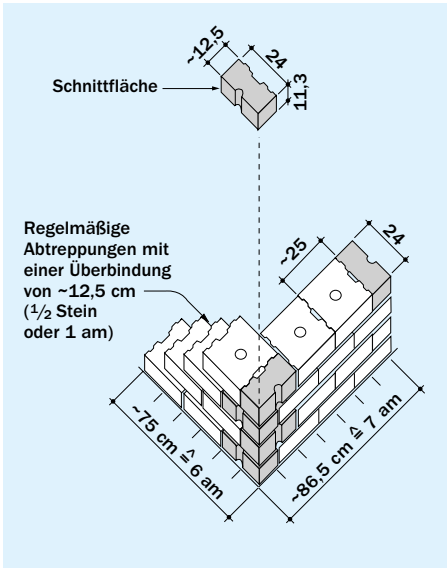 ~12,5
24
11,3
Schnittfläche
Regelmäßige
Abtreppungen mit
einer Überbindung
von ~12,5 cm
(1/2 Stein
oder 1 am)
~25
24
~75 cm ≙ 6 am
~86,5 cm ≙ 7 am